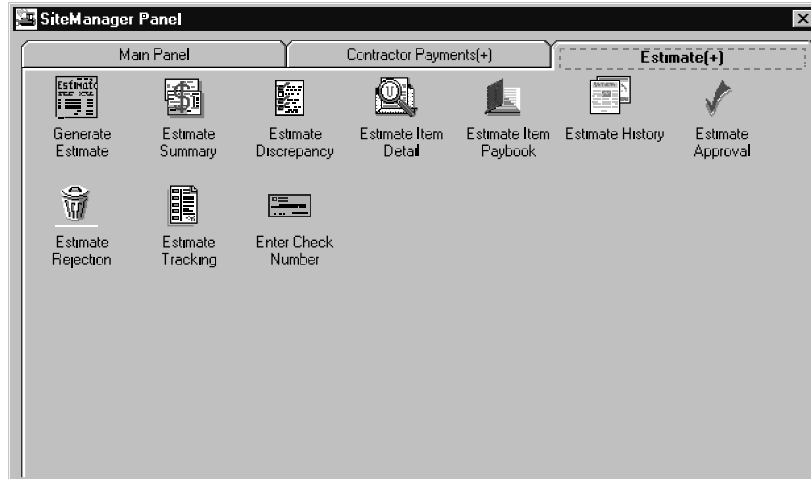 SiteManager Panel
Main Panel
Contractor Payments(+)
Estimate(+)
Generate
Estimate
Estimate
Summary
Estimate
Discrepancy
Estimate Item
Detail
Estimate Item
Paybook
Estimate History
Estimate
Approval
Estimate
Rejection
Estimate
Tracking
Enter Check
Number